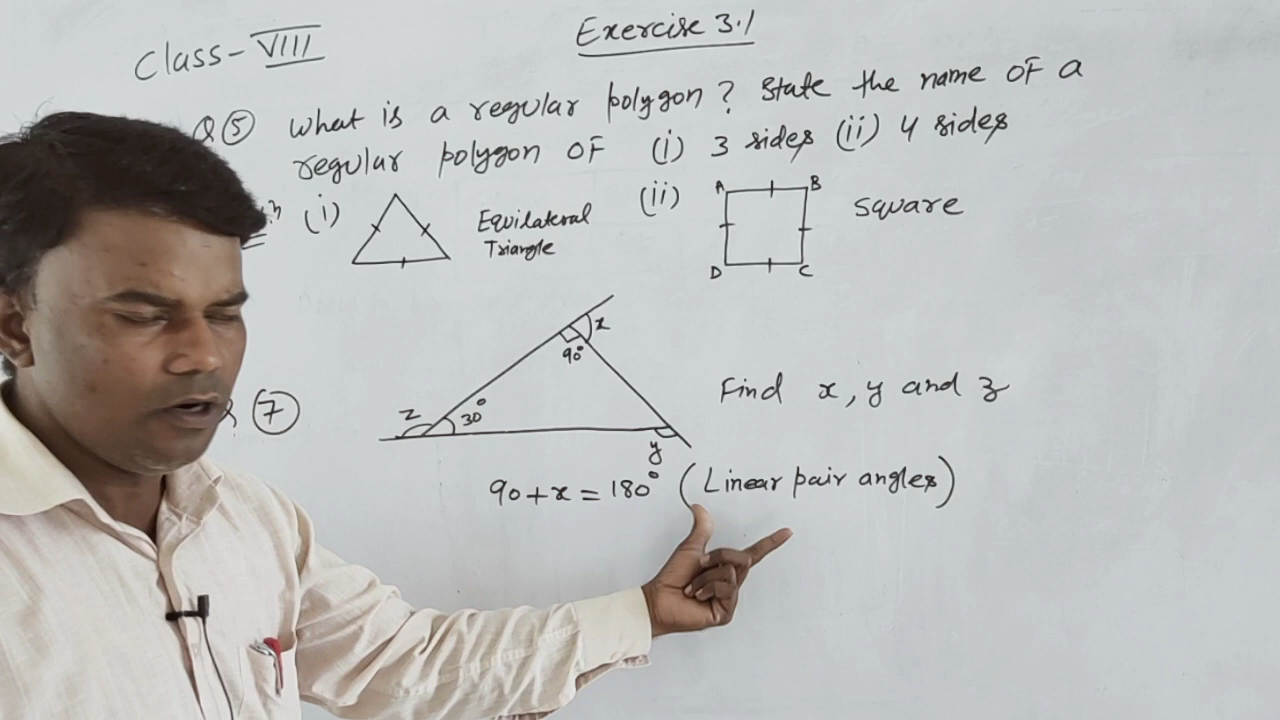 Class-VIII
Exercise 3.1
Q ⑤ What is a regular polygon? State the name of a
regular polygon of (i) 3 sides (ii) 4 sides
(i) Equilateral
Triangle
(ii) A B square
D C
x
90°
⑦ z 30° Find x, y and z
y
90+x=180° (Linear pair angles)